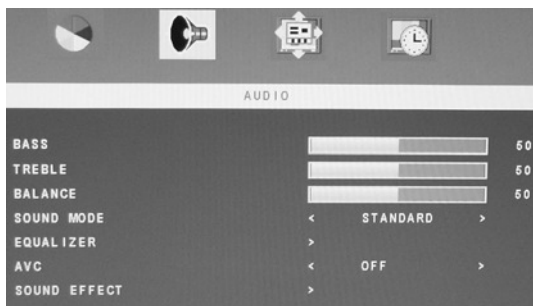 AUDIO
BASS 50
TREBLE 50
BALANCE 50
SOUND MODE < STANDARD >
EQUALIZER >
AVC < OFF >
SOUND EFFECT >